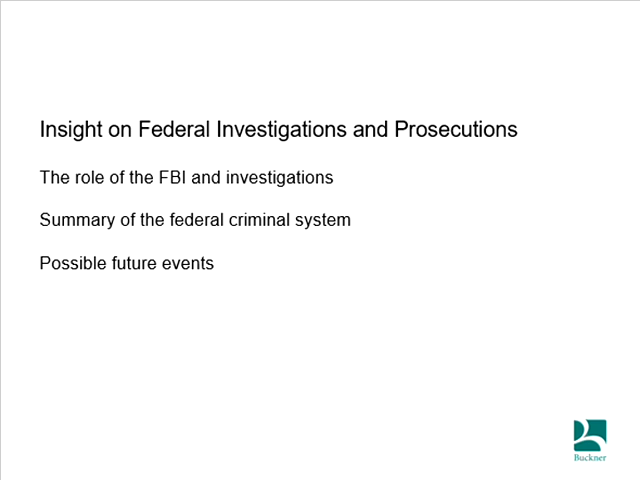 Insight on Federal Investigations and Prosecutions
The role of the FBI and investigations
Summary of the federal criminal system
Possible future events
Buckner